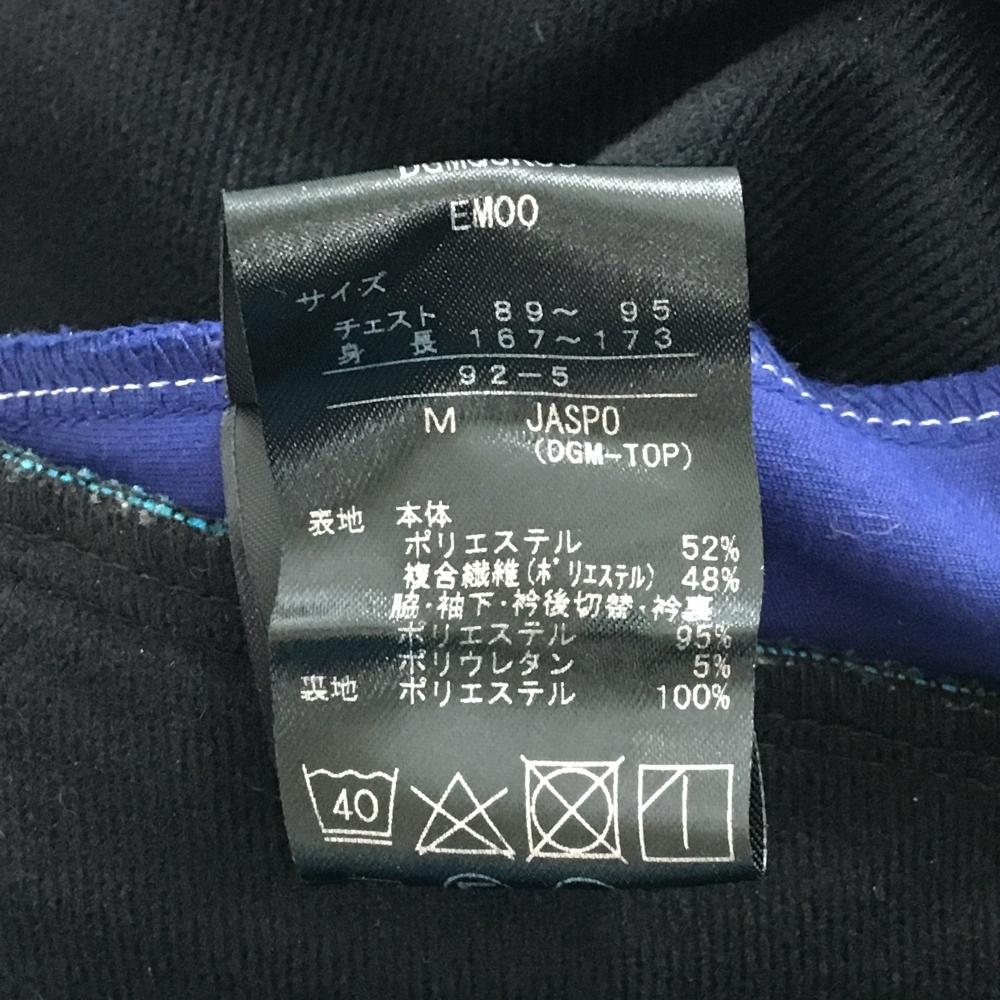 EM00
サイズ
チェスト 89～ 95
身長 167～173
92-5
M JASPO
(DGM-TOP)
表地 本体
ポリエステル 52%
複合繊維(ポリエステル) 48%
脇・袖下・衿後切替・衿裏
ポリエステル 95%
ポリウレタン 5%
裏地 ポリエステル 100%
40